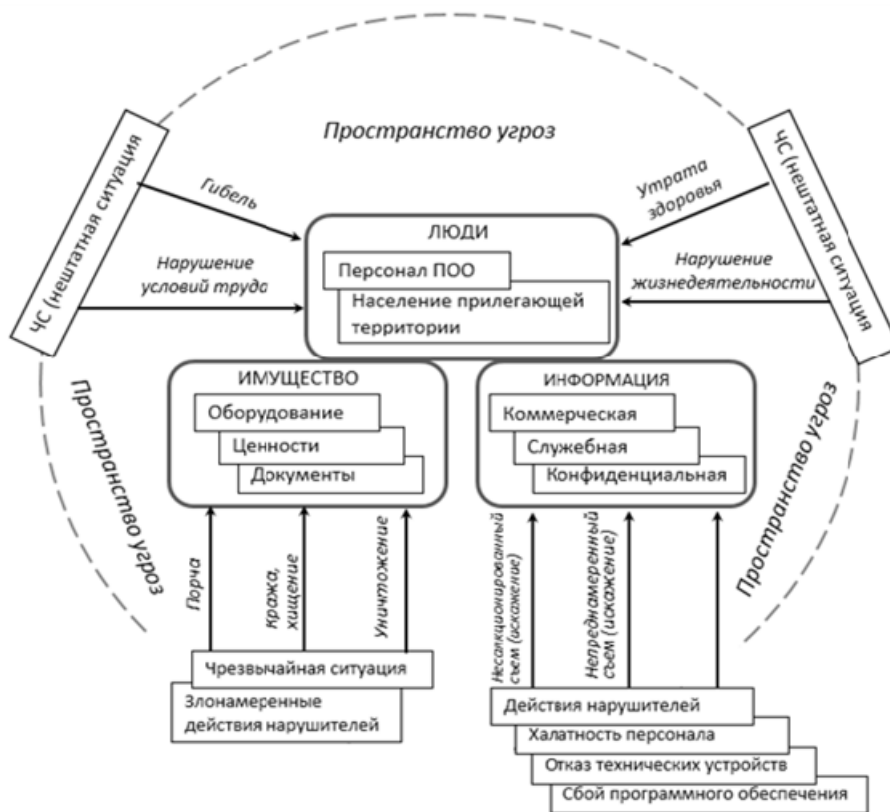 Пространство угроз
ЧС (нештатная ситуация
ЧС (нештатная ситуация
Гибель
Утрата
здоровья
Нарушение
условий труда
Нарушение
жизнедеятельности
ЛЮДИ
Персонал ПОО
Население прилегающей
территории
ИМУЩЕСТВО
Оборудование
Ценности
Документы
ИНФОРМАЦИЯ
Коммерческая
Служебная
Конфиденциальная
Пространство угроз
Пространство угроз
Порча
кража,
хищение
Уничтожение
Несанкционированный
съем (искажение)
Непреднамеренный
съем (искажение)
Чрезвычайная ситуация
Злонамеренные
действия нарушителей
Действия нарушителей
Халатность персонала
Отказ технических устройств
Сбой программного обеспечения